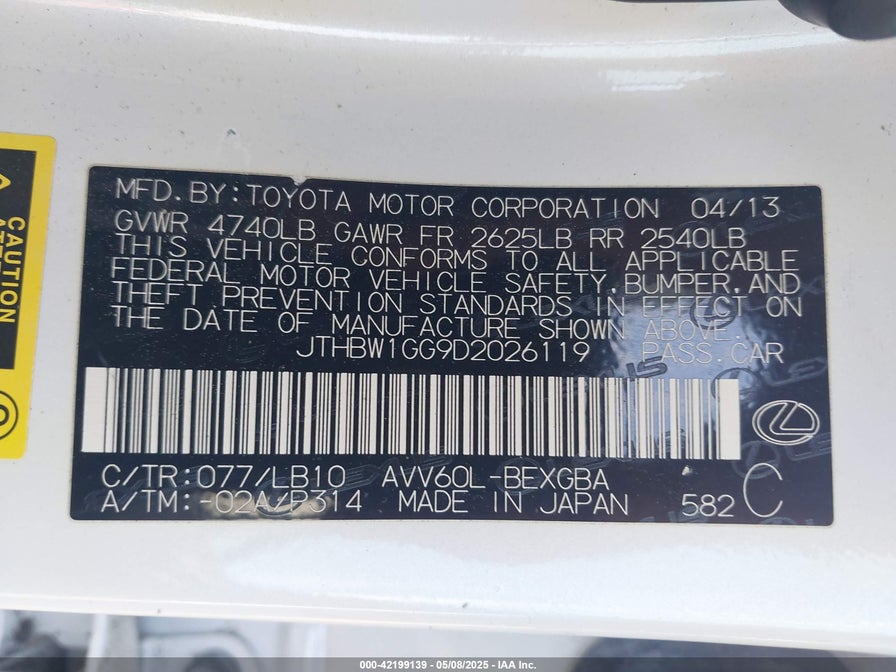 MFD.BY:TOYOTA MOTOR CORPORATION 04/13
GVWR 4740LB GAWR FR 2625LB RR 2540LB
THIS VEHICLE CONFORMS TO ALL APPLICABLE
FEDERAL MOTOR VEHICLE SAFETY,BUMPER,AND
THEFT PREVENTION STANDARDS IN EFFECT ON
THE DATE OF MANUFACTURE SHOWN ABOVE.
JTHBW1GG9D2026119 PASS.CAR
C/TR:077/LB10 AVV60L-BEXGBA
A/TM:-02A/P314 MADE IN JAPAN 582 C
CAUTION
000-42199139 - 05/08/2025 - IAA Inc.